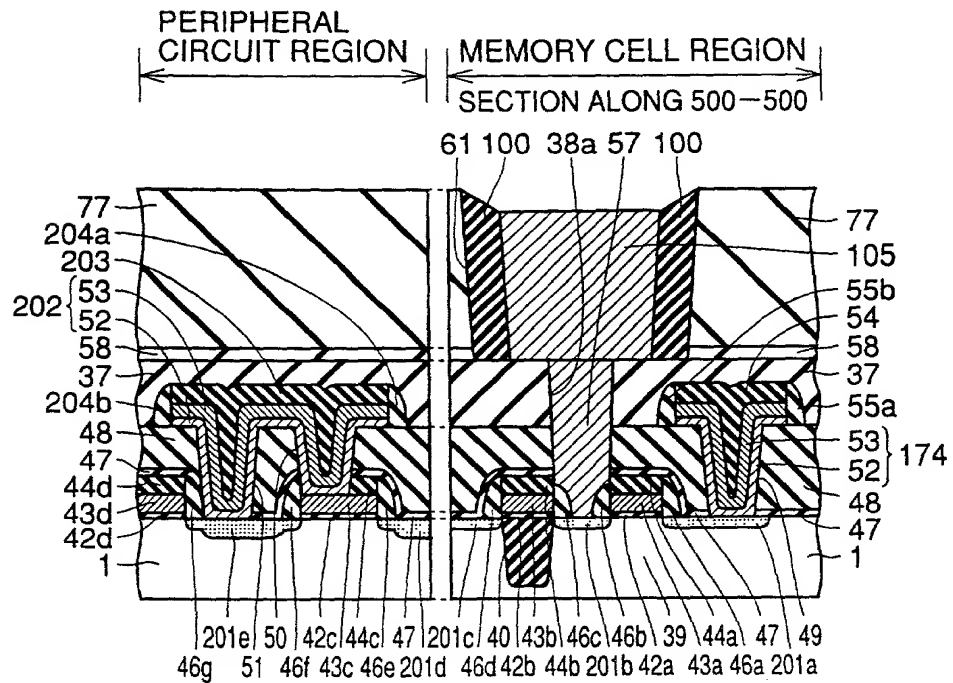 PERIPHERAL
CIRCUIT REGION
MEMORY CELL REGION
SECTION ALONG 500-500
61 100 38a 57 100
77
204a
203
202 { 53
52
58
37
204b
48
47
44d
43d
42d
1
77
105
55b
54
58
37
55a
53
52 } 174
48
47
1
201e 50 42c 44c 47 201c 40 43b 46c 46b 39 44a 47 49
46g 51 46f 43c 46e 201d 46d 42b 44b 201b 42a 43a 46a 201a